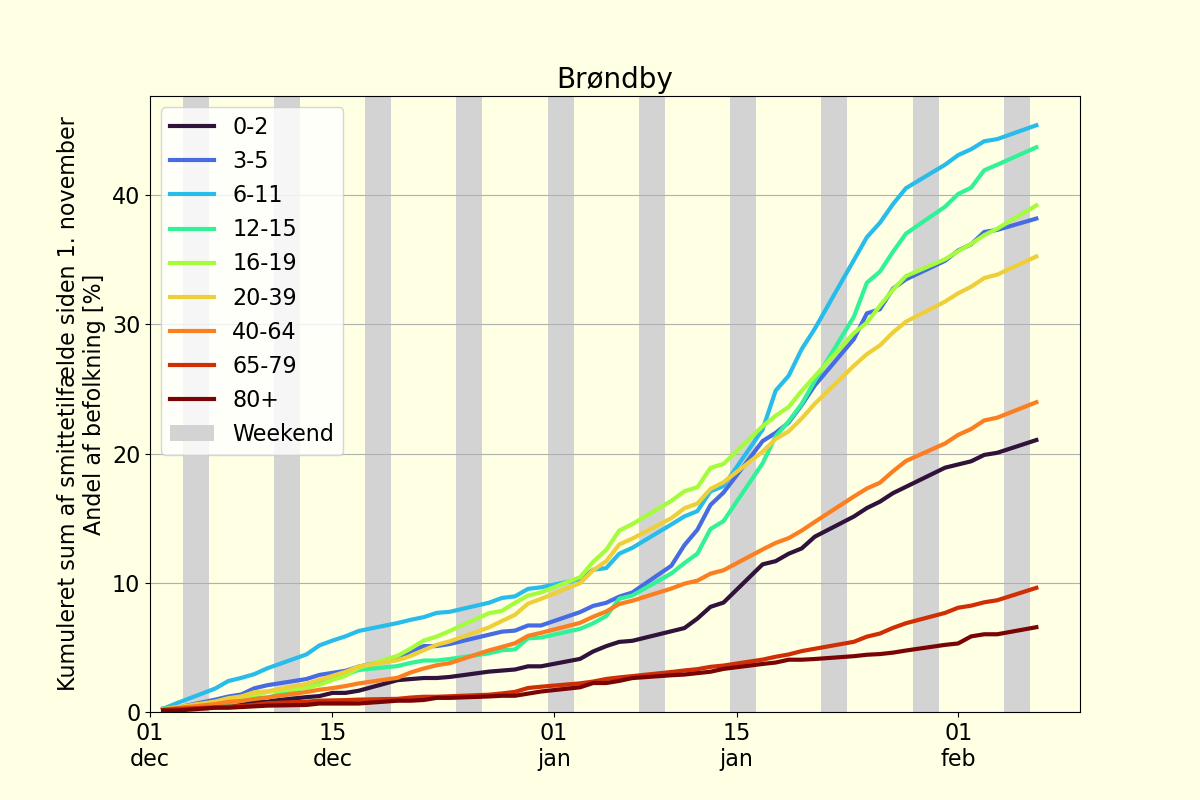 Brøndby
Kumuleret sum af smittetilfælde siden 1. november
Andel af befolkning [%]
40
30
20
10
0
0-2
3-5
6-11
12-15
16-19
20-39
40-64
65-79
80+
Weekend
01
dec
15
dec
01
jan
15
jan
01
feb